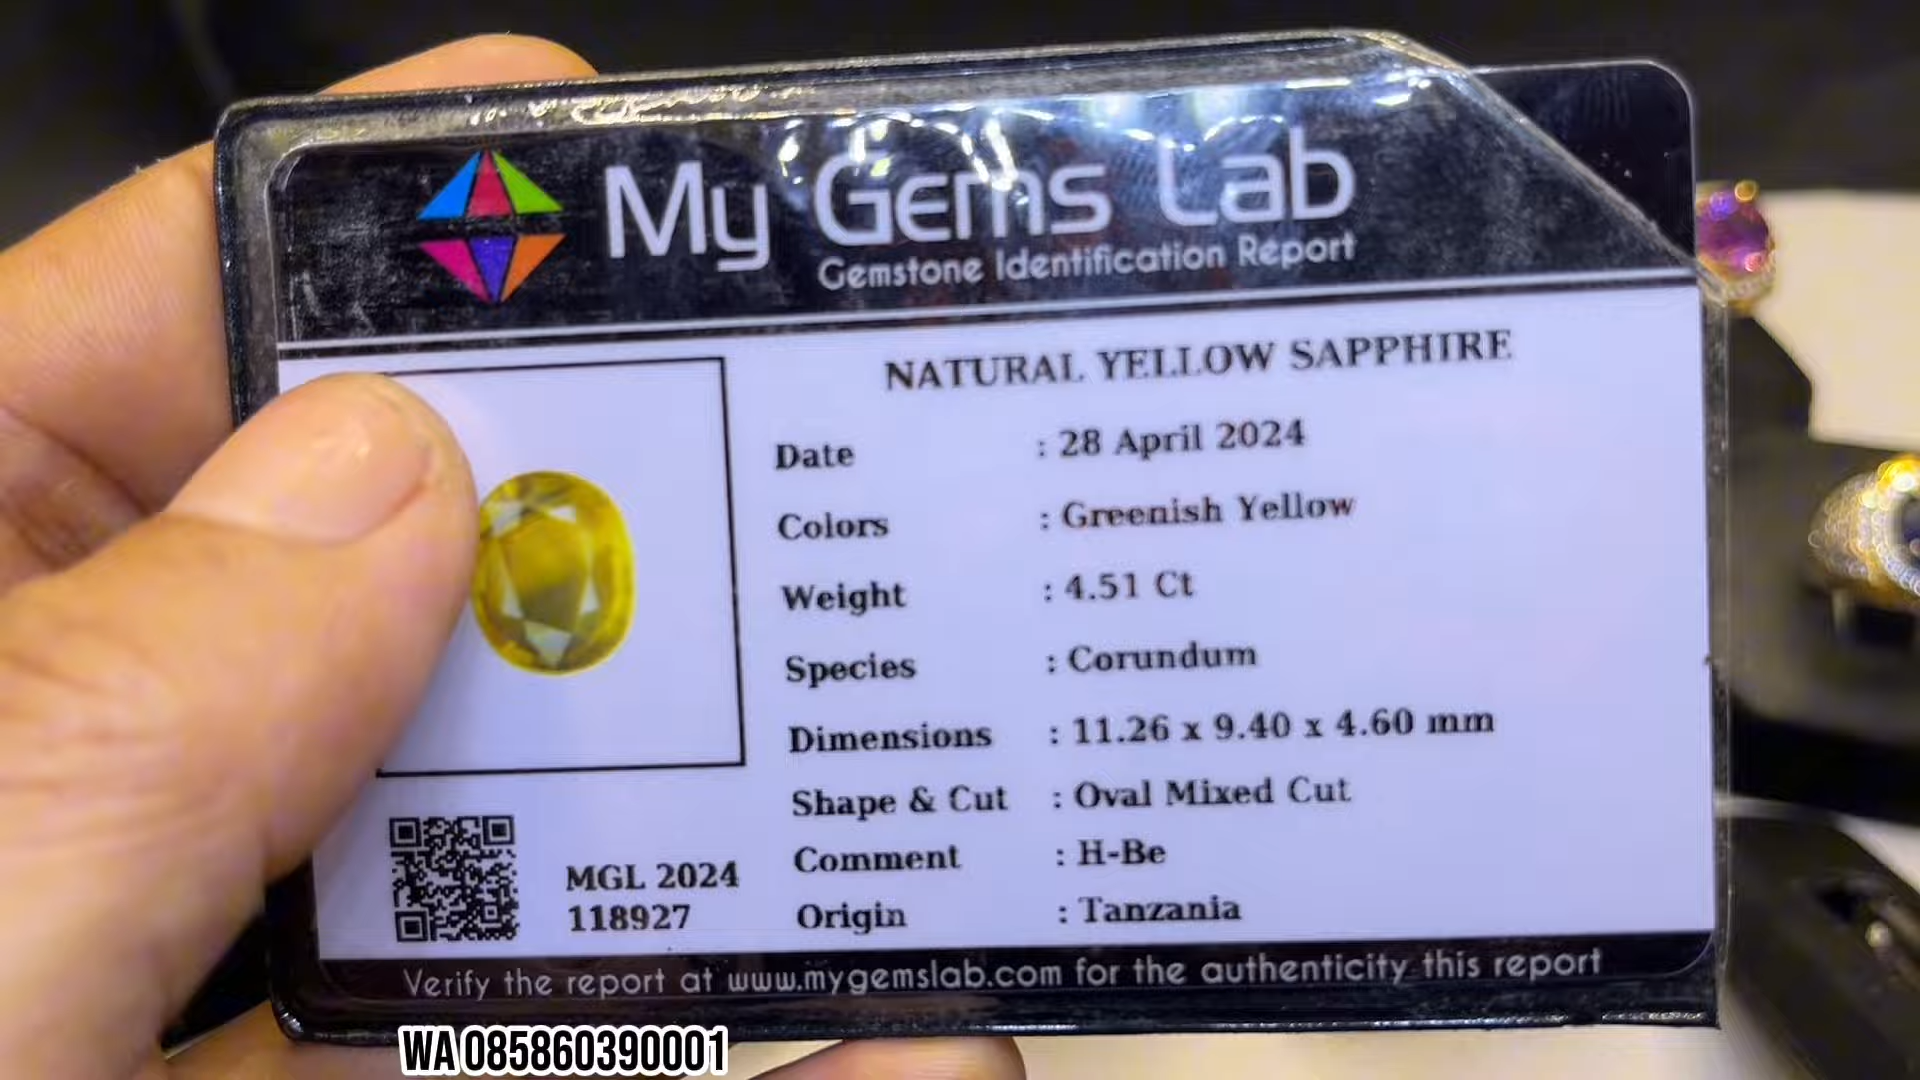 My Gems Lab
Gemstone Identification Report
NATURAL YELLOW SAPPHIRE
Date : 28 April 2024
Colors : Greenish Yellow
Weight : 4.51 Ct
Species : Corundum
Dimensions : 11.26 x 9.40 x 4.60 mm
Shape & Cut : Oval Mixed Cut
Comment : H-Be
Origin : Tanzania
MGL 2024
118927
Verify the report at www.mygemslab.com for the authenticity this report
WA 085860390001